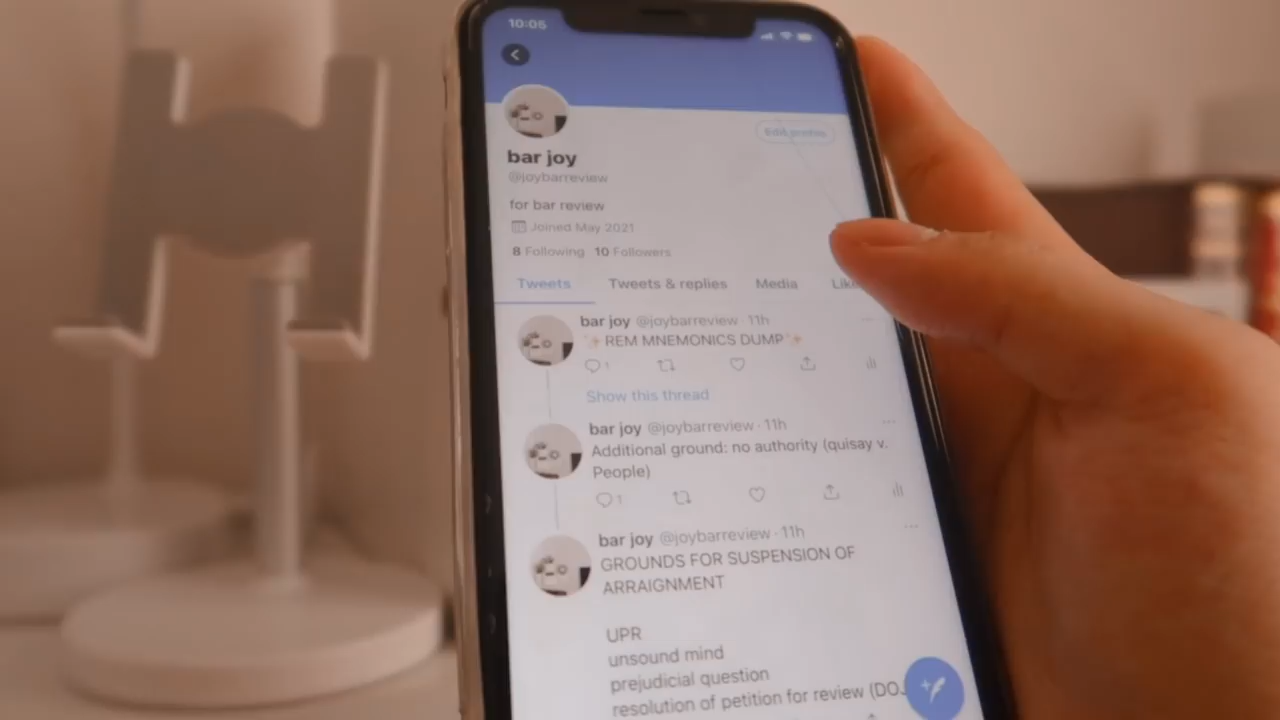 10:05
Edit profile
bar joy
@joybarreview
for bar review
Joined May 2021
8 Following 10 Followers
Tweets Tweets & replies Media Like
bar joy @joybarreview · 11h
✨REM MNEMONICS DUMP✨
1
Show this thread
bar joy @joybarreview · 11h
Additional ground: no authority (quisay v.
People)
1
bar joy @joybarreview · 11h
GROUNDS FOR SUSPENSION OF
ARRAIGNMENT
UPR
unsound mind
prejudicial question
resolution of petition for review (DOJ